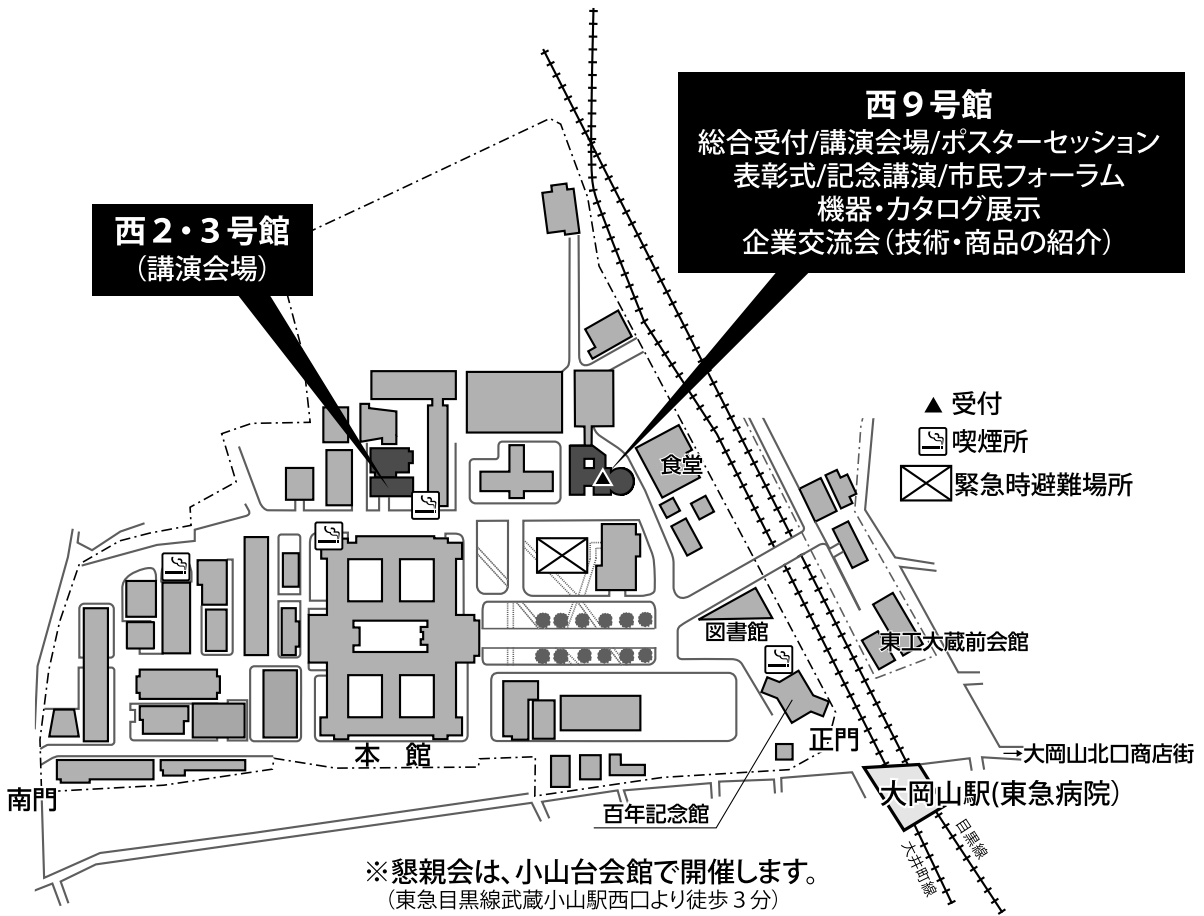 西９号館
総合受付/講演会場/ポスターセッション
表彰式/記念講演/市民フォーラム
機器・カタログ展示
企業交流会（技術・商品の紹介）
西２・３号館
（講演会場）
▲ 受付
喫煙所
緊急時避難場所
食堂
図書館
東工大蔵前会館
正門
本　館
→大岡山北口商店街
南門
大岡山駅(東急病院）
百年記念館
目黒線
大井町線
※懇親会は、小山台会館で開催します。
（東急目黒線武蔵小山駅西口より徒歩３分）